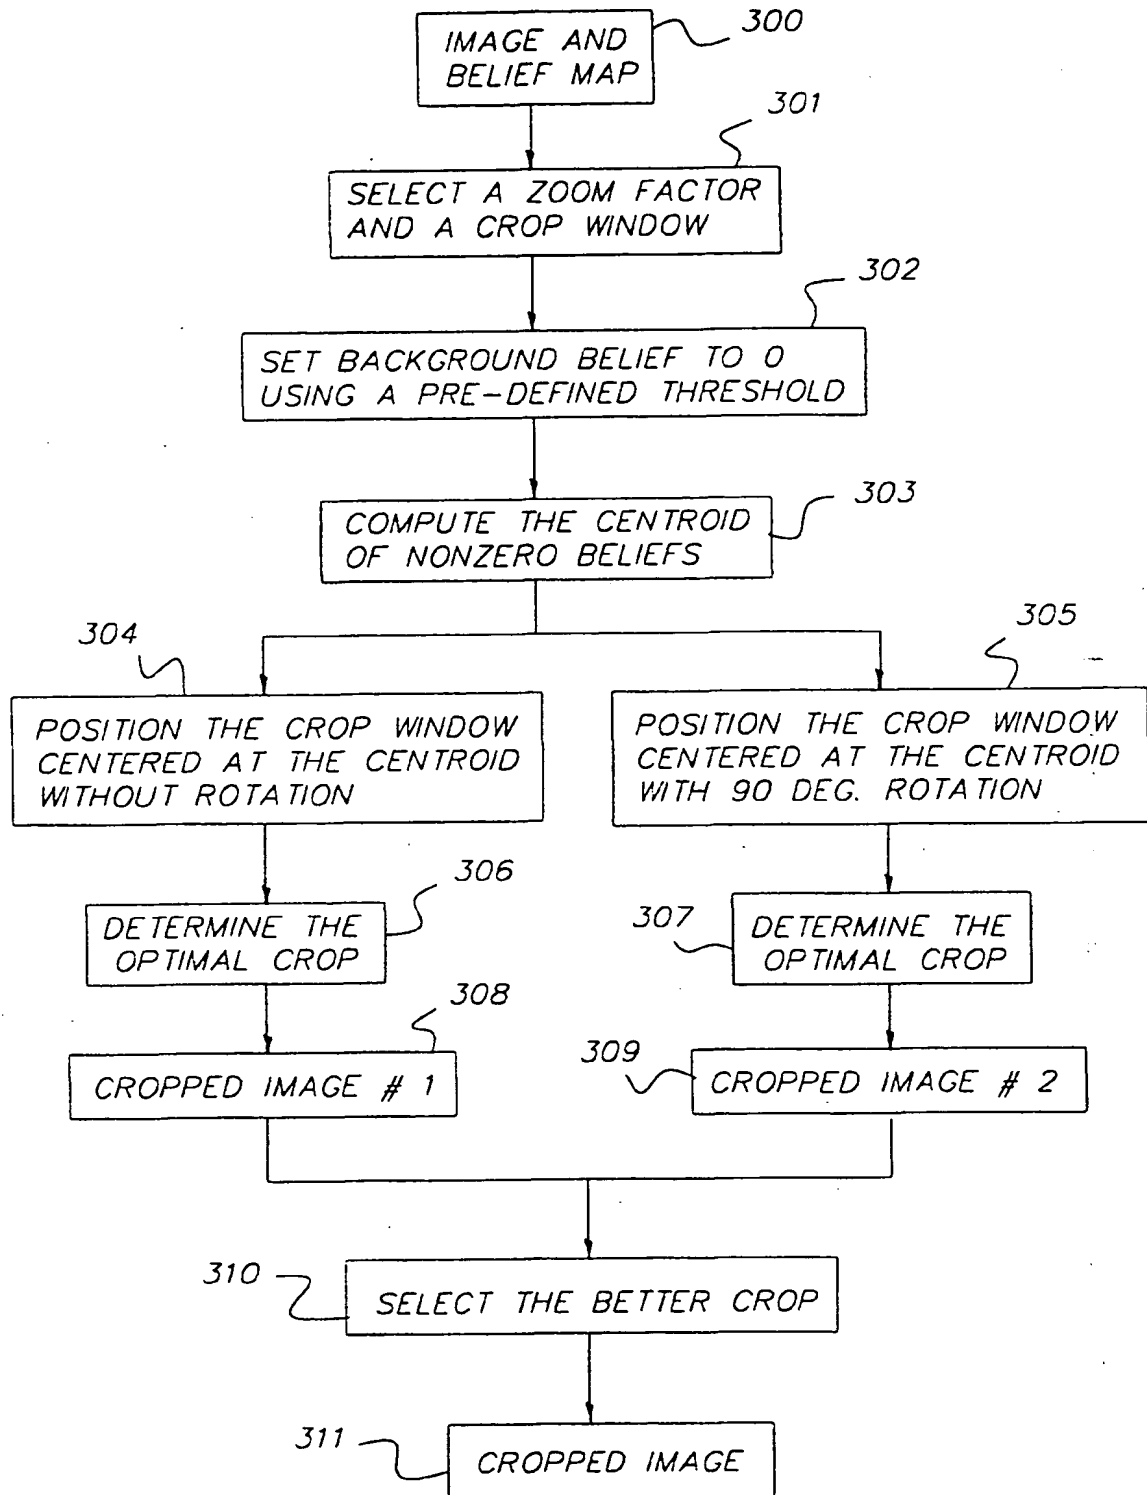 300
IMAGE AND
BELIEF MAP
301
SELECT A ZOOM FACTOR
AND A CROP WINDOW
302
SET BACKGROUND BELIEF TO 0
USING A PRE-DEFINED THRESHOLD
303
COMPUTE THE CENTROID
OF NONZERO BELIEFS
304
POSITION THE CROP WINDOW
CENTERED AT THE CENTROID
WITHOUT ROTATION
305
POSITION THE CROP WINDOW
CENTERED AT THE CENTROID
WITH 90 DEG. ROTATION
306
DETERMINE THE
OPTIMAL CROP
307
DETERMINE THE
OPTIMAL CROP
308
CROPPED IMAGE # 1
309
CROPPED IMAGE # 2
310
SELECT THE BETTER CROP
311
CROPPED IMAGE